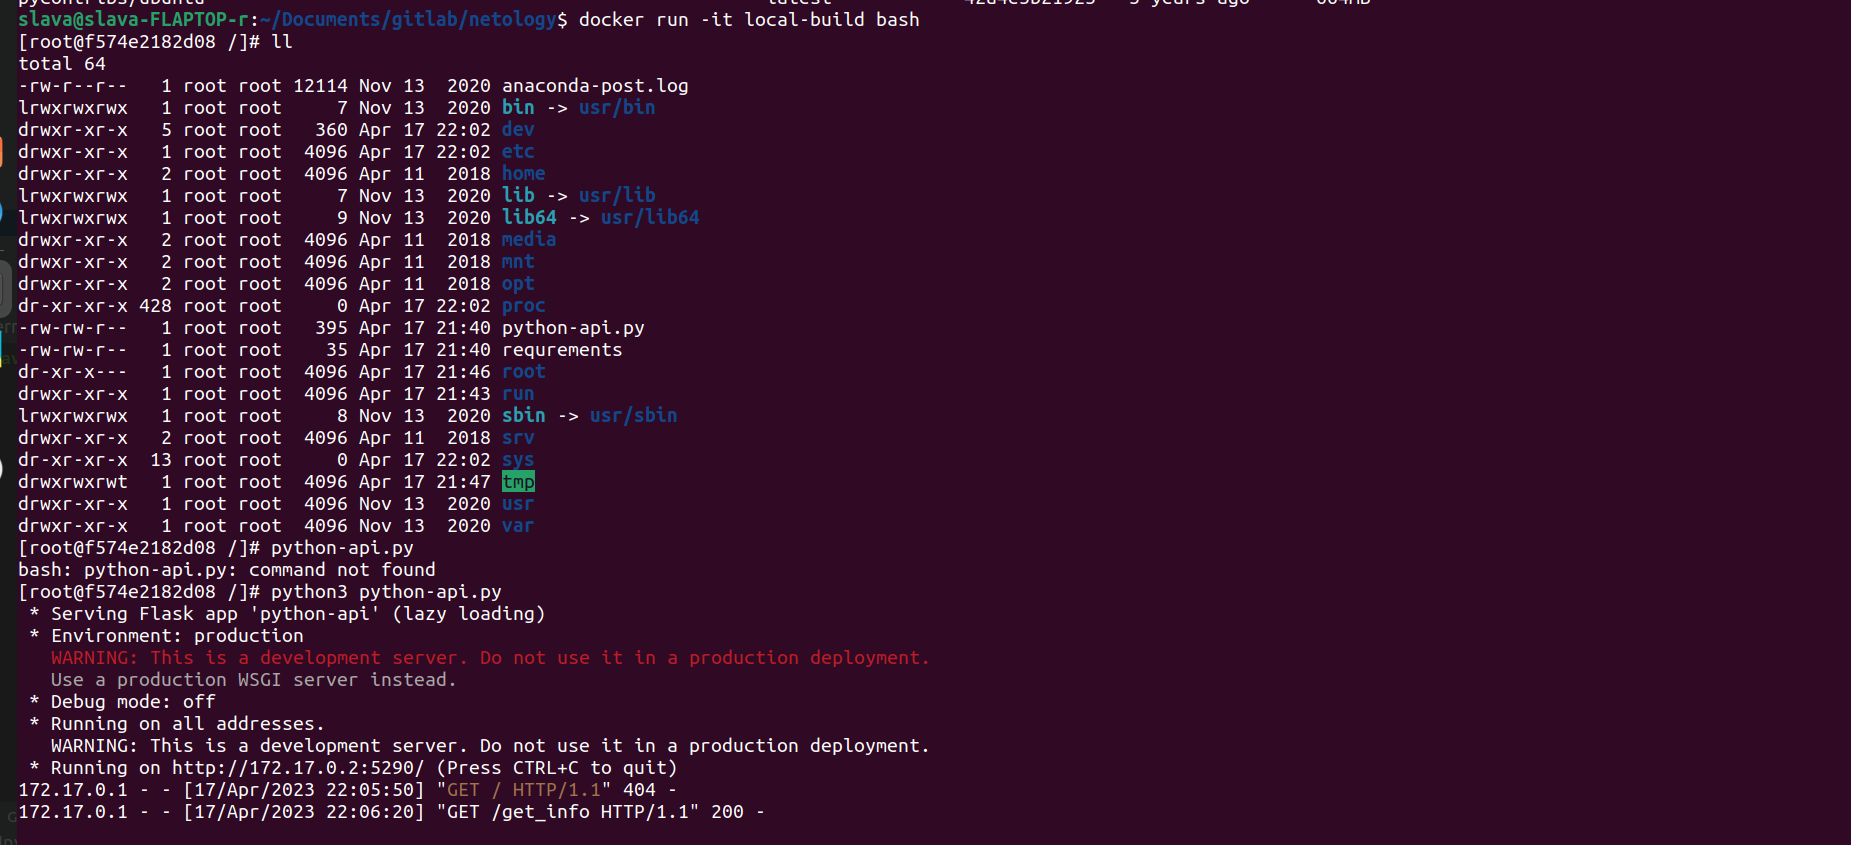 slava@slava-FLAPTOP-r:~/Documents/gitlab/netology$ docker run -it local-build bash
[root@f574e2182d08 /]# ll
total 64
-rw-r--r--   1 root root 12114 Nov 13  2020 anaconda-post.log
lrwxrwxrwx   1 root root     7 Nov 13  2020 bin -> usr/bin
drwxr-xr-x   5 root root   360 Apr 17 22:02 dev
drwxr-xr-x   1 root root  4096 Apr 17 22:02 etc
drwxr-xr-x   2 root root  4096 Apr 11  2018 home
lrwxrwxrwx   1 root root     7 Nov 13  2020 lib -> usr/lib
lrwxrwxrwx   1 root root     9 Nov 13  2020 lib64 -> usr/lib64
drwxr-xr-x   2 root root  4096 Apr 11  2018 media
drwxr-xr-x   2 root root  4096 Apr 11  2018 mnt
drwxr-xr-x   2 root root  4096 Apr 11  2018 opt
dr-xr-xr-x 428 root root     0 Apr 17 22:02 proc
-rw-rw-r--   1 root root   395 Apr 17 21:40 python-api.py
-rw-rw-r--   1 root root    35 Apr 17 21:40 requrements
dr-xr-x---   1 root root  4096 Apr 17 21:46 root
drwxr-xr-x   1 root root  4096 Apr 17 21:43 run
lrwxrwxrwx   1 root root     8 Nov 13  2020 sbin -> usr/sbin
drwxr-xr-x   2 root root  4096 Apr 11  2018 srv
dr-xr-xr-x  13 root root     0 Apr 17 22:02 sys
drwxrwxrwt   1 root root  4096 Apr 17 21:47 tmp
drwxr-xr-x   1 root root  4096 Nov 13  2020 usr
drwxr-xr-x   1 root root  4096 Nov 13  2020 var
[root@f574e2182d08 /]# python-api.py
bash: python-api.py: command not found
[root@f574e2182d08 /]# python3 python-api.py
 * Serving Flask app 'python-api' (lazy loading)
 * Environment: production
   WARNING: This is a development server. Do not use it in a production deployment.
   Use a production WSGI server instead.
 * Debug mode: off
 * Running on all addresses.
   WARNING: This is a development server. Do not use it in a production deployment.
 * Running on http://172.17.0.2:5290/ (Press CTRL+C to quit)
172.17.0.1 - - [17/Apr/2023 22:05:50] "GET / HTTP/1.1" 404 -
172.17.0.1 - - [17/Apr/2023 22:06:20] "GET /get_info HTTP/1.1" 200 -